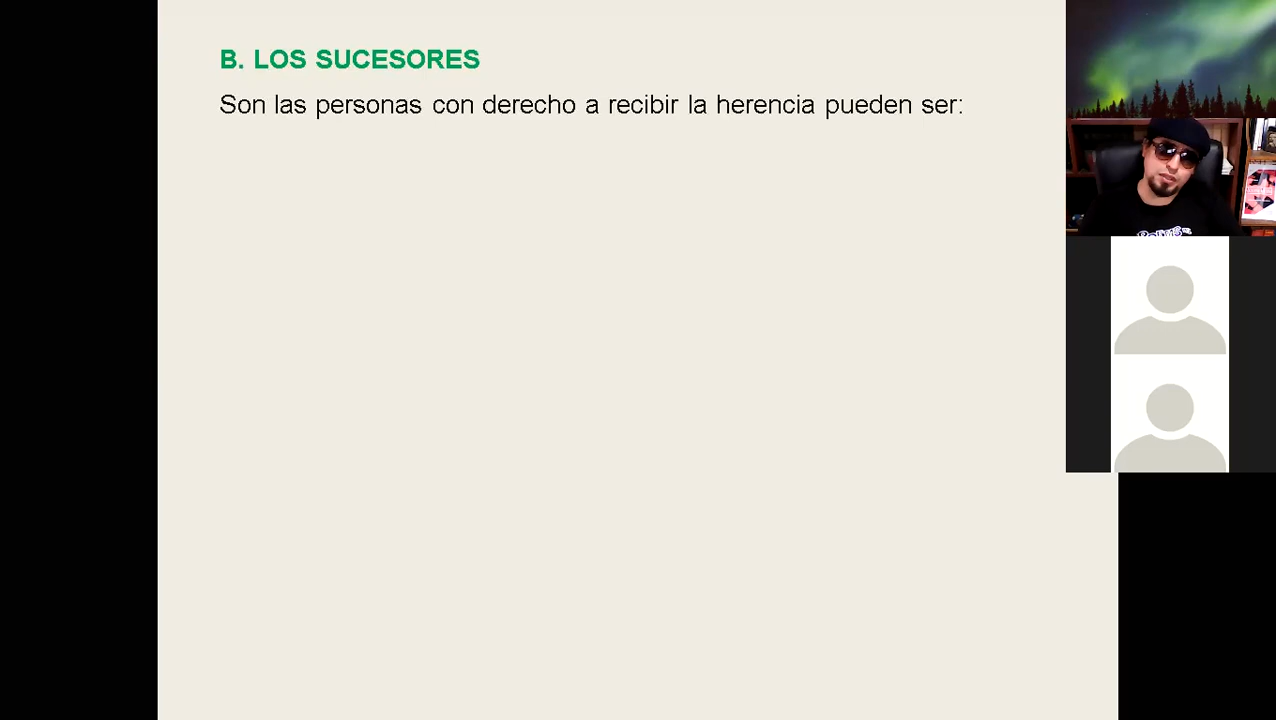 B. LOS SUCESORES
Son las personas con derecho a recibir la herencia pueden ser: